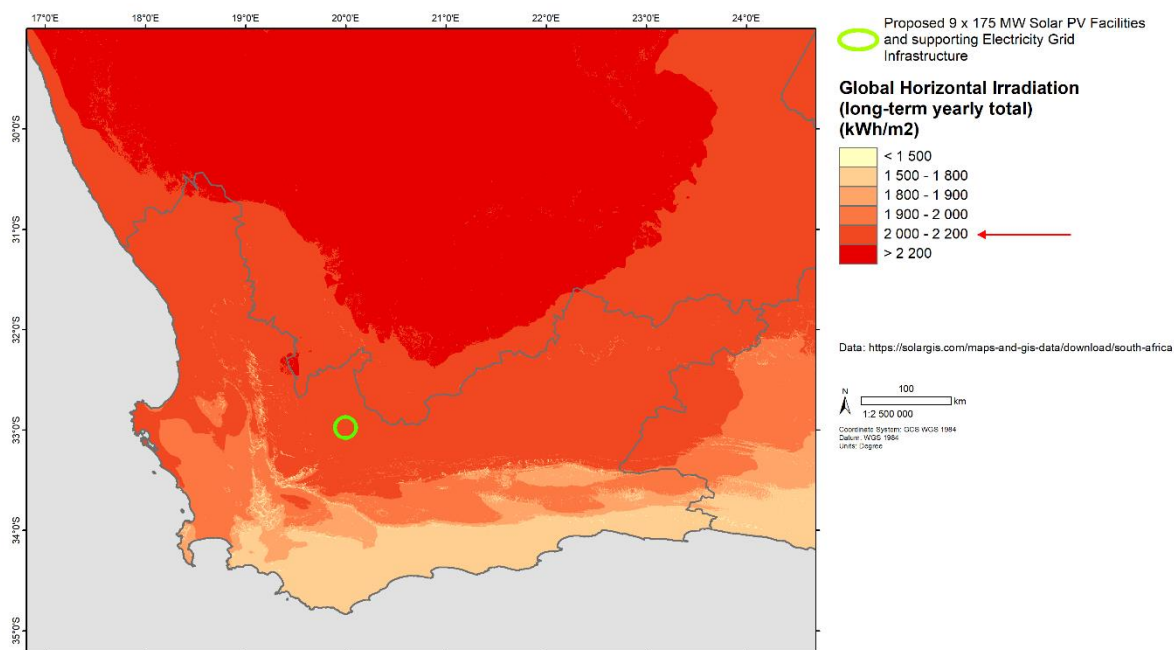 17°0'E 18°0'E 19°0'E 20°0'E 21°0'E 22°0'E 23°0'E 24°0'E
30°0'S
31°0'S
32°0'S
33°0'S
34°0'S
35°0'S
Proposed 9 x 175 MW Solar PV Facilities
and supporting Electricity Grid
Infrastructure
Global Horizontal Irradiation
(long-term yearly total)
(kWh/m2)
< 1 500
1 500 - 1 800
1 800 - 1 900
1 900 - 2 000
2 000 - 2 200
> 2 200
Data: https://solargis.com/maps-and-gis-data/download/south-africa
N
100
km
1:2 500 000
Coordinate System: GCS WGS 1984
Datum: WGS 1984
Units: Degree